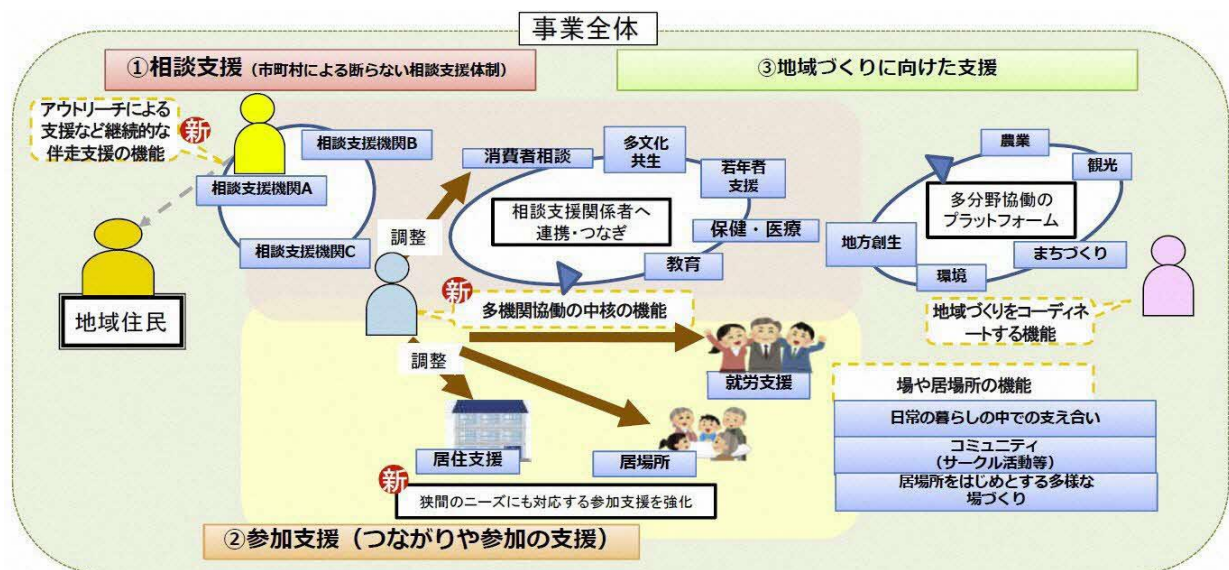 事業全体
①相談支援（市町村による断らない相談支援体制）
③地域づくりに向けた支援
アウトリーチによる
支援など継続的な
伴走支援の機能
新
相談支援機関B
相談支援機関A
相談支援機関C
地域住民
調整
消費者相談
多文化
共生
若年者
支援
保健・医療
教育
相談支援関係者へ
連携・つなぎ
新
多機関協働の中核の機能
農業
観光
まちづくり
環境
地方創生
多分野協働の
プラットフォーム
地域づくりをコーディネ
ートする機能
調整
就労支援
居住支援
居場所
新
狭間のニーズにも対応する参加支援を強化
②参加支援（つながりや参加の支援）
場や居場所の機能
日常の暮らしの中での支え合い
コミュニティ
（サークル活動等）
居場所をはじめとする多様な
場づくり